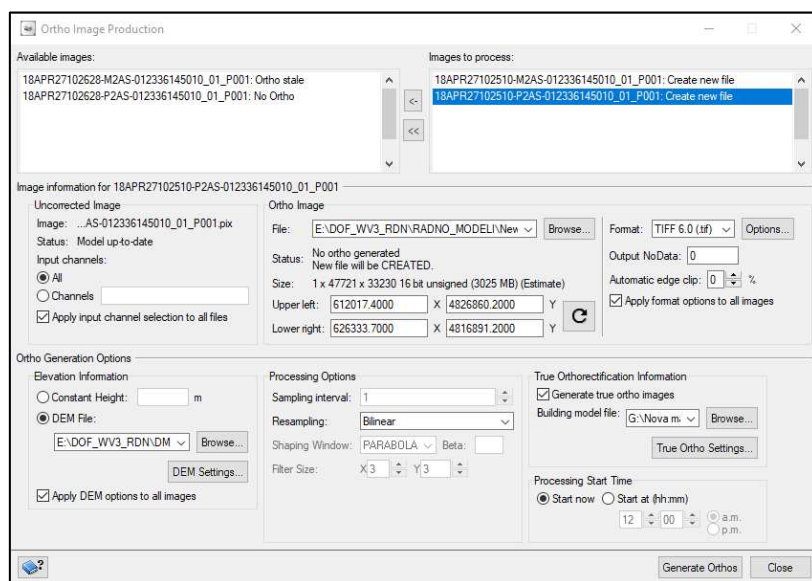 Ortho Image Production
Available images:
18APR27102628-M2AS-012336145010_01_P001: Ortho stale
18APR27102628-P2AS-012336145010_01_P001: No Ortho
<-
<<
Images to process:
18APR27102510-M2AS-012336145010_01_P001: Create new file
18APR27102510-P2AS-012336145010_01_P001: Create new file
Image information for 18APR27102510-P2AS-012336145010_01_P001
Uncorrected Image
Image: ...AS-012336145010_01_P001.pix
Status: Model up-to-date
Input channels:
All
Channels
Apply input channel selection to all files
Ortho Image
File: E:\DOF_WV3_RDN\RADNO_MODELI\New Browse...
Status: No ortho generated
New file will be CREATED.
Size: 1 x 47721 x 33230 16 bit unsigned (3025 MB) (Estimate)
Upper left: 612017.4000 X 4826860.2000 Y
Lower right: 626333.7000 X 4816891.2000 Y
Format: TIFF 6.0 (.tif) Options...
Output NoData: 0
Automatic edge clip: 0 %
Apply format options to all images
Ortho Generation Options
Elevation Information
Constant Height: m
DEM File:
E:\DOF_WV3_RDN\DM Browse...
DEM Settings...
Apply DEM options to all images
Processing Options
Sampling interval: 1
Resampling: Bilinear
Shaping Window: PARABOLA Beta:
Filter Size: X 3 Y 3
True Orthorectification Information
Generate true ortho images
Building model file: G:\Nova m Browse...
True Ortho Settings...
Processing Start Time
Start now Start at (hh:mm)
12 00 a.m.
p.m.
?
Generate Orthos Close